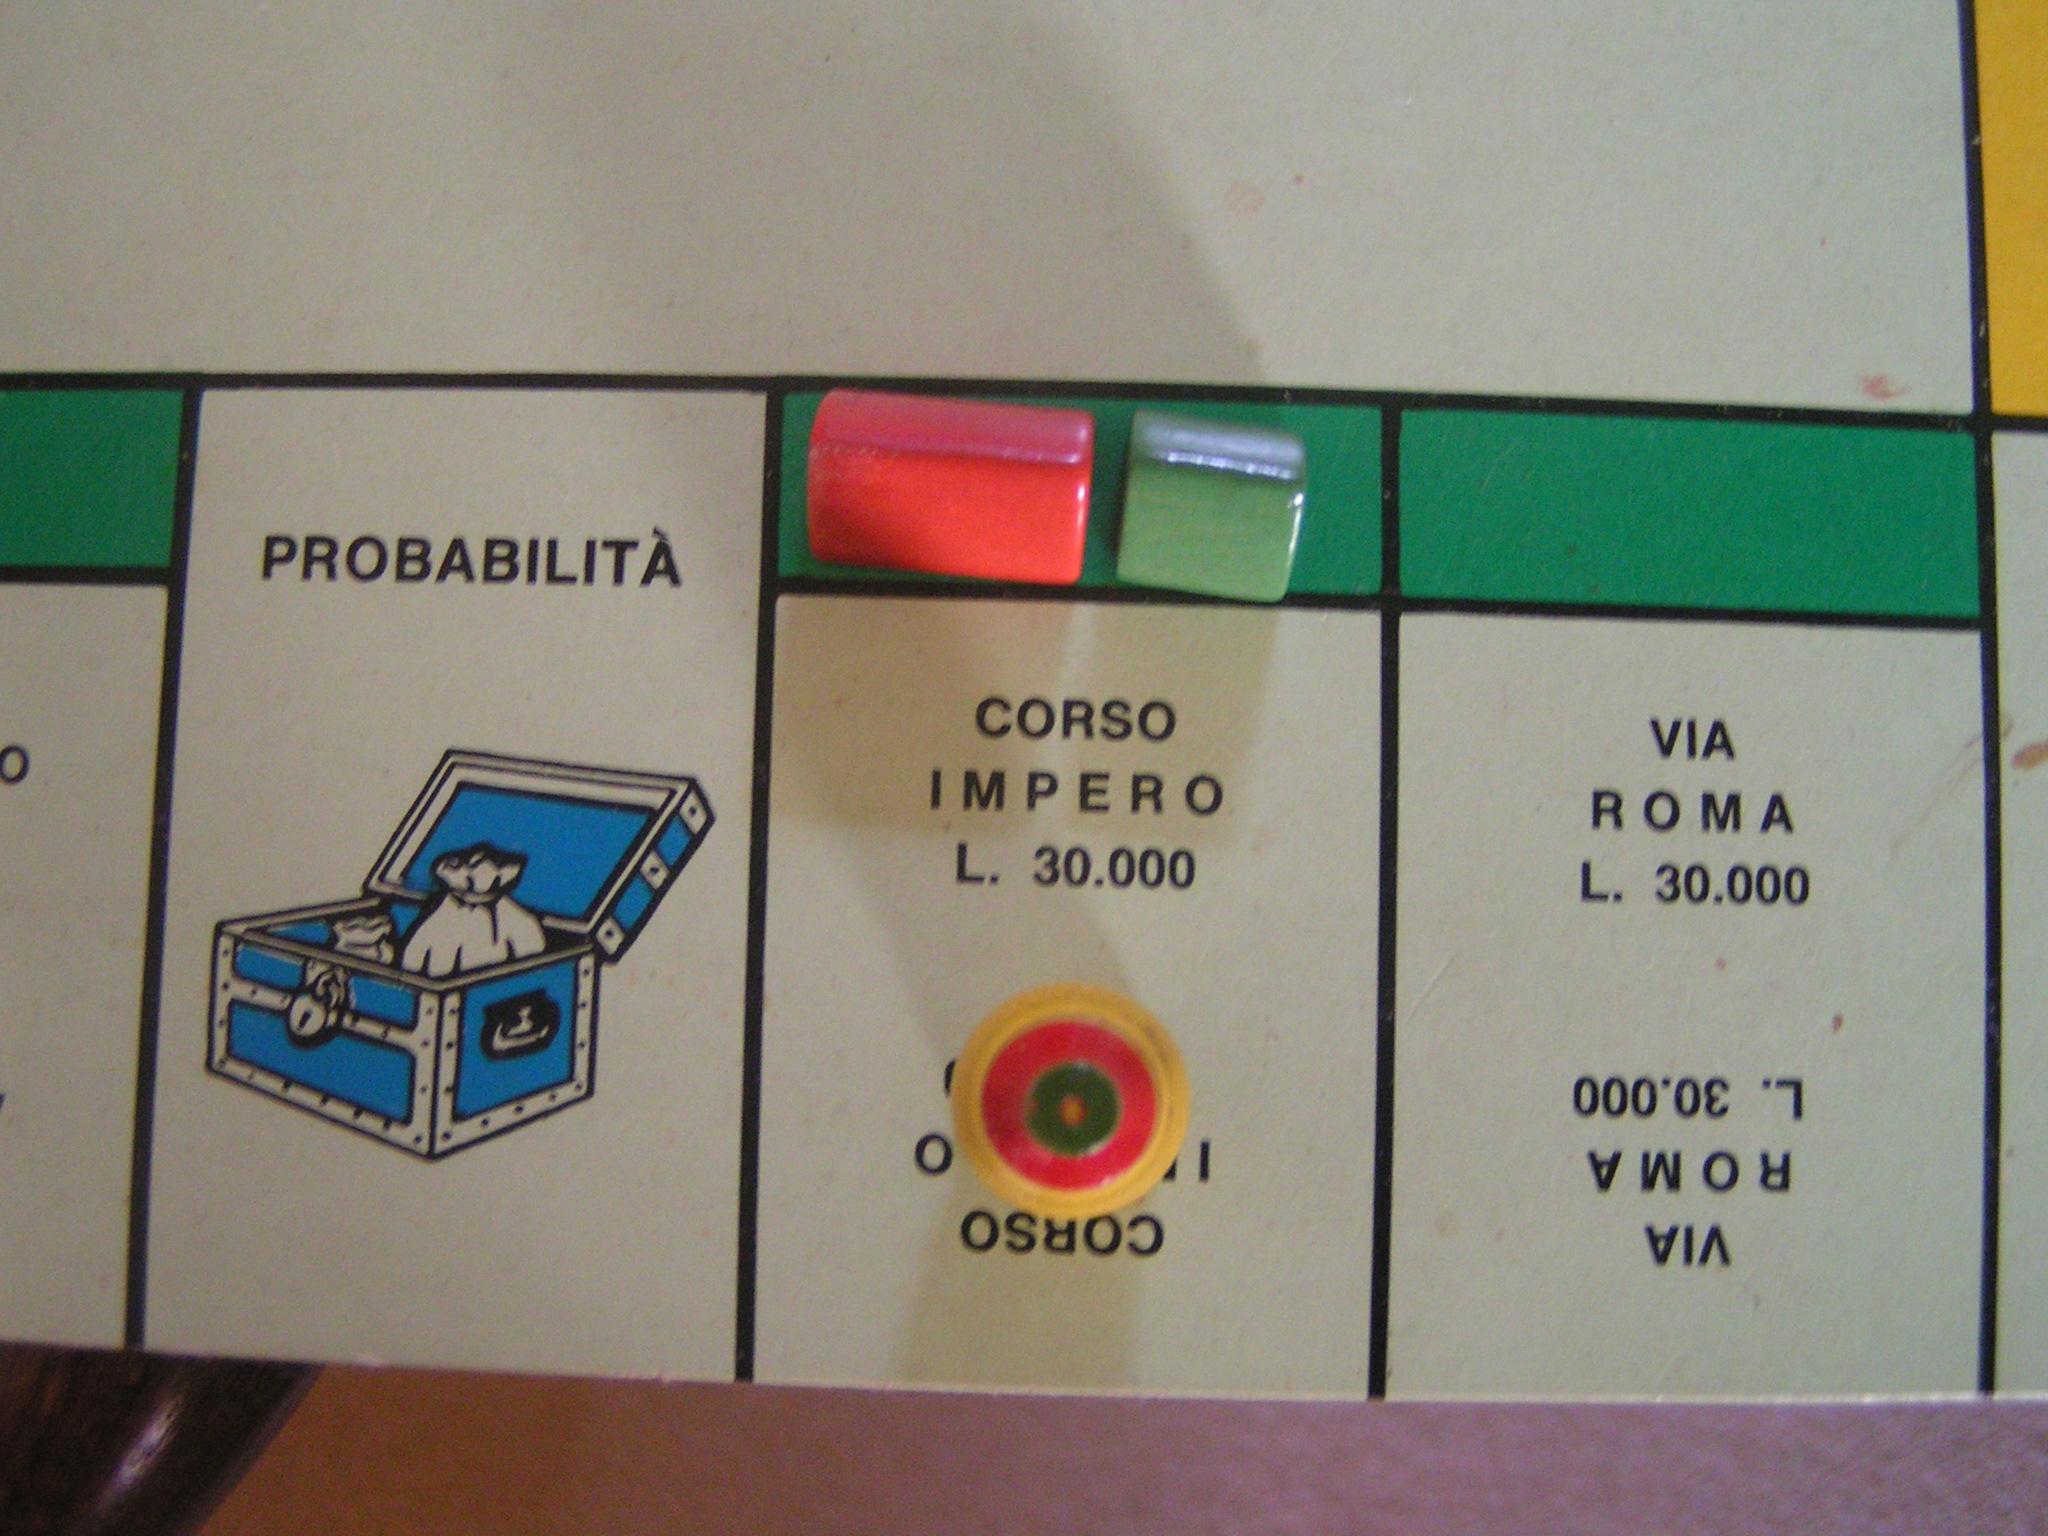 PROBABILITÀ
CORSO
IMPERO
L. 30.000
CORSO
VIA
ROMA
L. 30.000
L. 30.000
ROMA
VIA